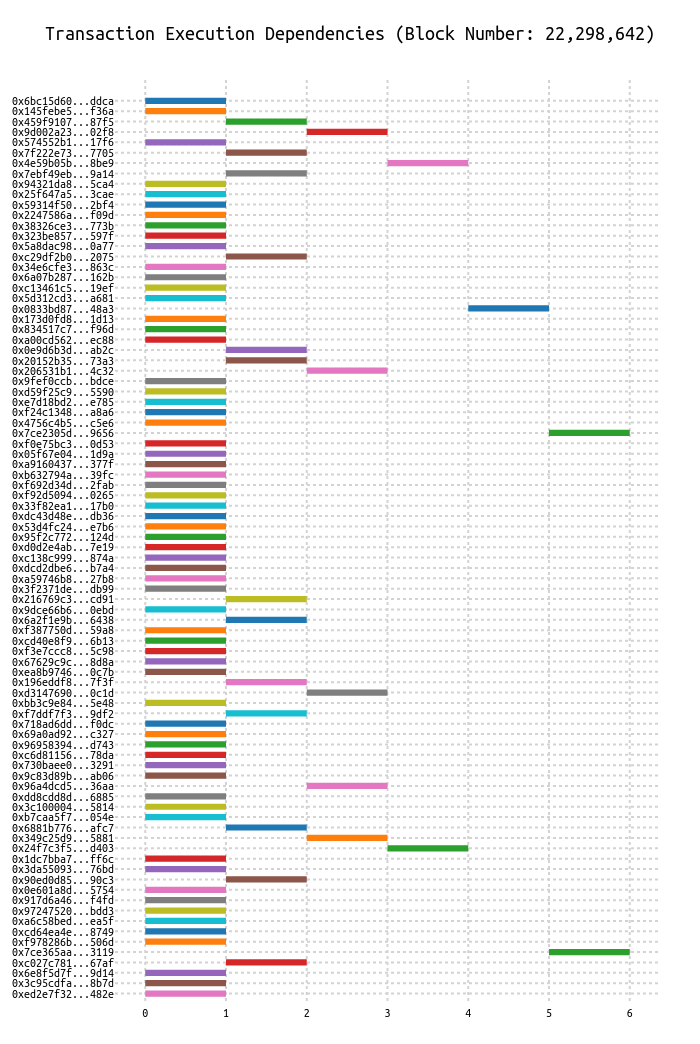 Transaction Execution Dependencies (Block Number: 22,298,642)
0x6bc15d60...ddca
0x145febe5...f36a
0x459f9107...87f5
0x9d002a23...02f8
0x574552b1...17f6
0x7f222e73...7705
0x4e59b05b...8be9
0x7ebf49eb...9a14
0x94321da8...5ca4
0x25f647a5...3cae
0x59314f50...2bf4
0x2247586a...f09d
0x38326ce3...773b
0x323be857...597f
0x5a8dac98...0a77
0xc29df2b0...2075
0x34e6cfe3...863c
0x6a07b287...162b
0xc13461c5...19ef
0x5d312cd3...a681
0x0833bd87...48a3
0x173d0fd8...1d13
0x834517c7...f96d
0xa00cd562...ec88
0x0e9d6b3d...ab2c
0x20152b35...73a3
0x206531b1...4c32
0x9fef0ccb...bdce
0xd59f25c9...5590
0xe7d18bd2...e785
0xf24c1348...a8a6
0x4756c4b5...c5e6
0x7ce2305d...9656
0xf0e75bc3...0d53
0x05f67e04...1d9a
0xa9160437...377f
0xb632794a...39fc
0xf692d34d...2fab
0xf92d5094...0265
0x33f82ea1...17b0
0xdc43d48e...db36
0x53d4fc24...e7b6
0x95f2c772...124d
0xd0d2e4ab...7e19
0xc138c999...874a
0xdcd2dbe6...b7a4
0xa59746b8...27b8
0x3f2371de...db99
0x216769c3...cd91
0x9dce66b6...0ebd
0x6a2f1e9b...6438
0xf387750d...59a8
0xcd40e8f9...6b13
0xf3e7ccc8...5c98
0x67629c9c...8d8a
0xea8b9746...0c7b
0x196eddf8...7f3f
0xd3147690...0c1d
0xbb3c9e84...5e48
0xf7ddf7f3...9df2
0x718ad6dd...f0dc
0x69a0ad92...c327
0x96958394...d743
0xc6d81156...78da
0x730baee0...3291
0x9c83d89b...ab06
0x96a4dcd5...36aa
0xdd8cdd8d...6885
0x3c100004...5814
0xb7caa5f7...054e
0x6881b776...afc7
0x349c25d9...5881
0x24f7c3f5...d403
0x1dc7bba7...ff6c
0x3da55093...76bd
0x90ed0d85...90c3
0x0e601a8d...5754
0x917d6a46...f4fd
0x97247520...bdd3
0xa6c58bed...ea5f
0xcd64ea4e...8749
0xf978286b...506d
0x7ce365aa...3119
0xc027c781...67af
0x6e8f5d7f...9d14
0x3c95cdfa...8b7d
0xed2e7f32...482e
0 1 2 3 4 5 6